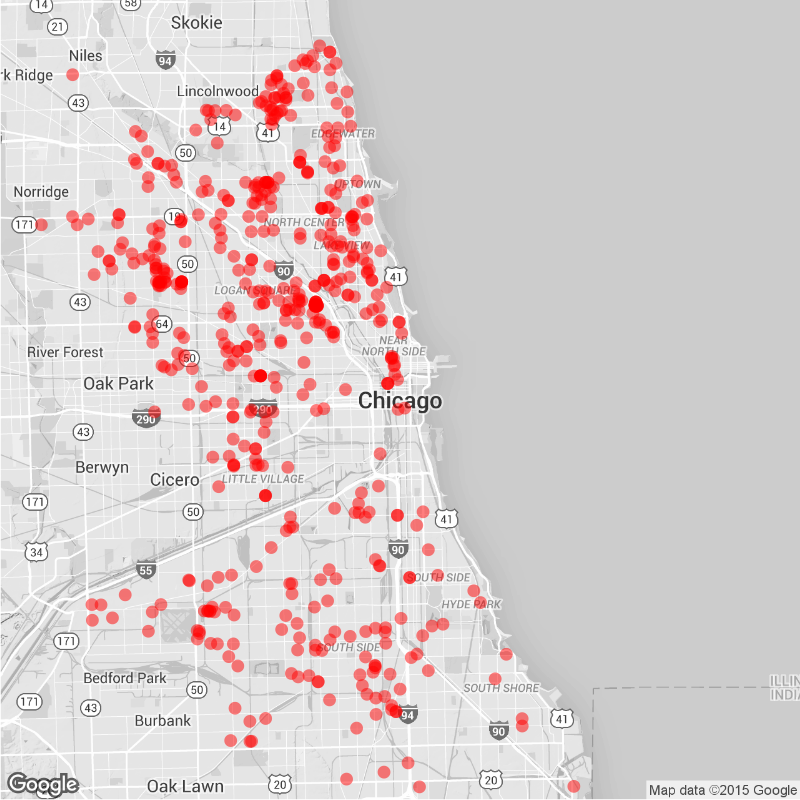 14
58
21
Skokie
Niles
94
rk Ridge
Lincolnwood
43
14
41
EDGEWATER
50
Norridge
UPTOWN
171
19
NORTH CENTER
LAKEVIEW
50
90
41
LOGAN SQUARE
43
64
NEAR
NORTH SIDE
River Forest
50
Oak Park
Chicago
290
290
43
Berwyn
Cicero
LITTLE VILLAGE
171
50
41
34
90
55
SOUTH SIDE
HYDE PARK
171
SOUTH SIDE
Bedford Park
50
SOUTH SHORE
ILLIN
INDIA
171
43
94
41
Burbank
90
Oak Lawn
20
20
Google
Map data ©2015 Google